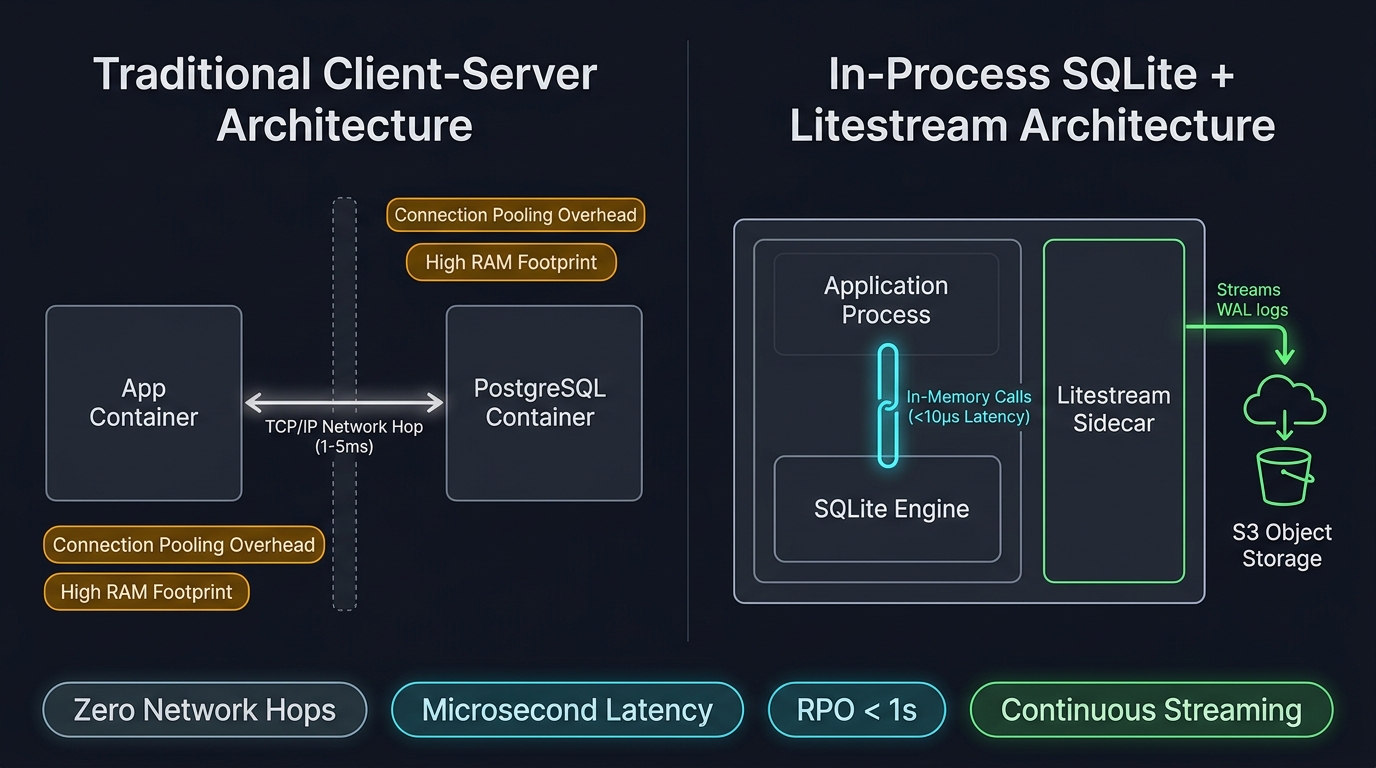 Traditional Client-Server
Architecture
Connection Pooling Overhead
High RAM Footprint
App
Container
TCP/IP Network Hop
(1-5ms)
PostgreSQL
Container
Connection Pooling Overhead
High RAM Footprint
In-Process SQLite +
Litestream Architecture
Application
Process
In-Memory Calls
(<10µs Latency)
SQLite Engine
Litestream
Sidecar
Streams
WAL logs
S3 Object
Storage
Zero Network Hops
Microsecond Latency
RPO < 1s
Continuous Streaming